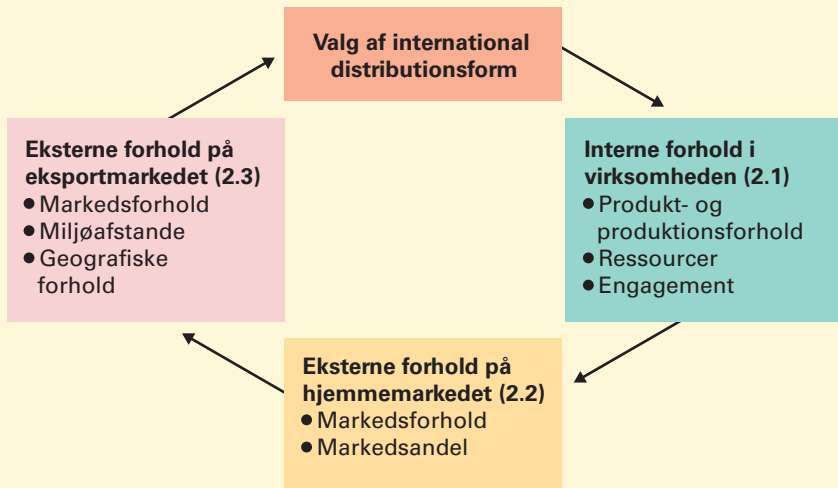 Valg af international
distributionsform
Eksterne forhold på
eksportmarkedet (2.3)
• Markedsforhold
• Miljøafstande
• Geografiske
forhold
Interne forhold i
virksomheden (2.1)
• Produkt- og
produktionsforhold
• Ressourcer
• Engagement
Eksterne forhold på
hjemmemarkedet (2.2)
• Markedsforhold
• Markedsandel